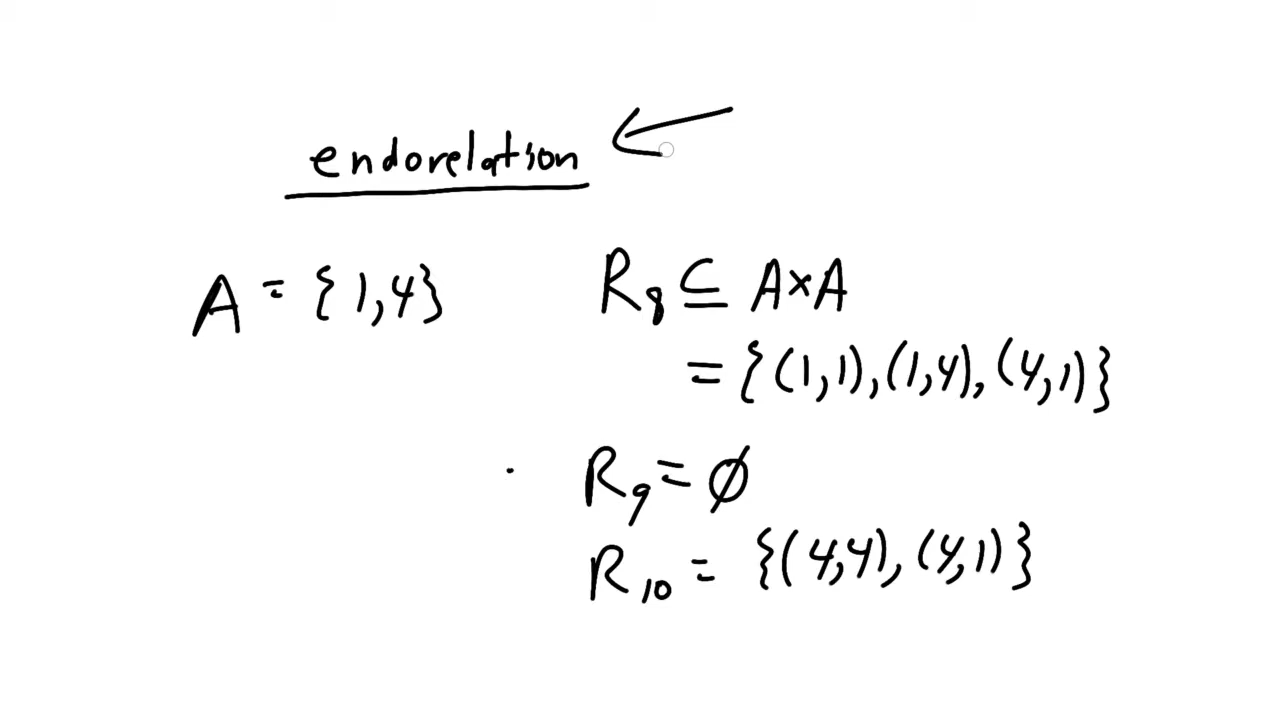 endorelation
A = {1,4} R₈ ⊆ A×A
= {(1,1),(1,4),(4,1)}
R₉ = ∅
R₁₀ = {(4,4),(4,1)}